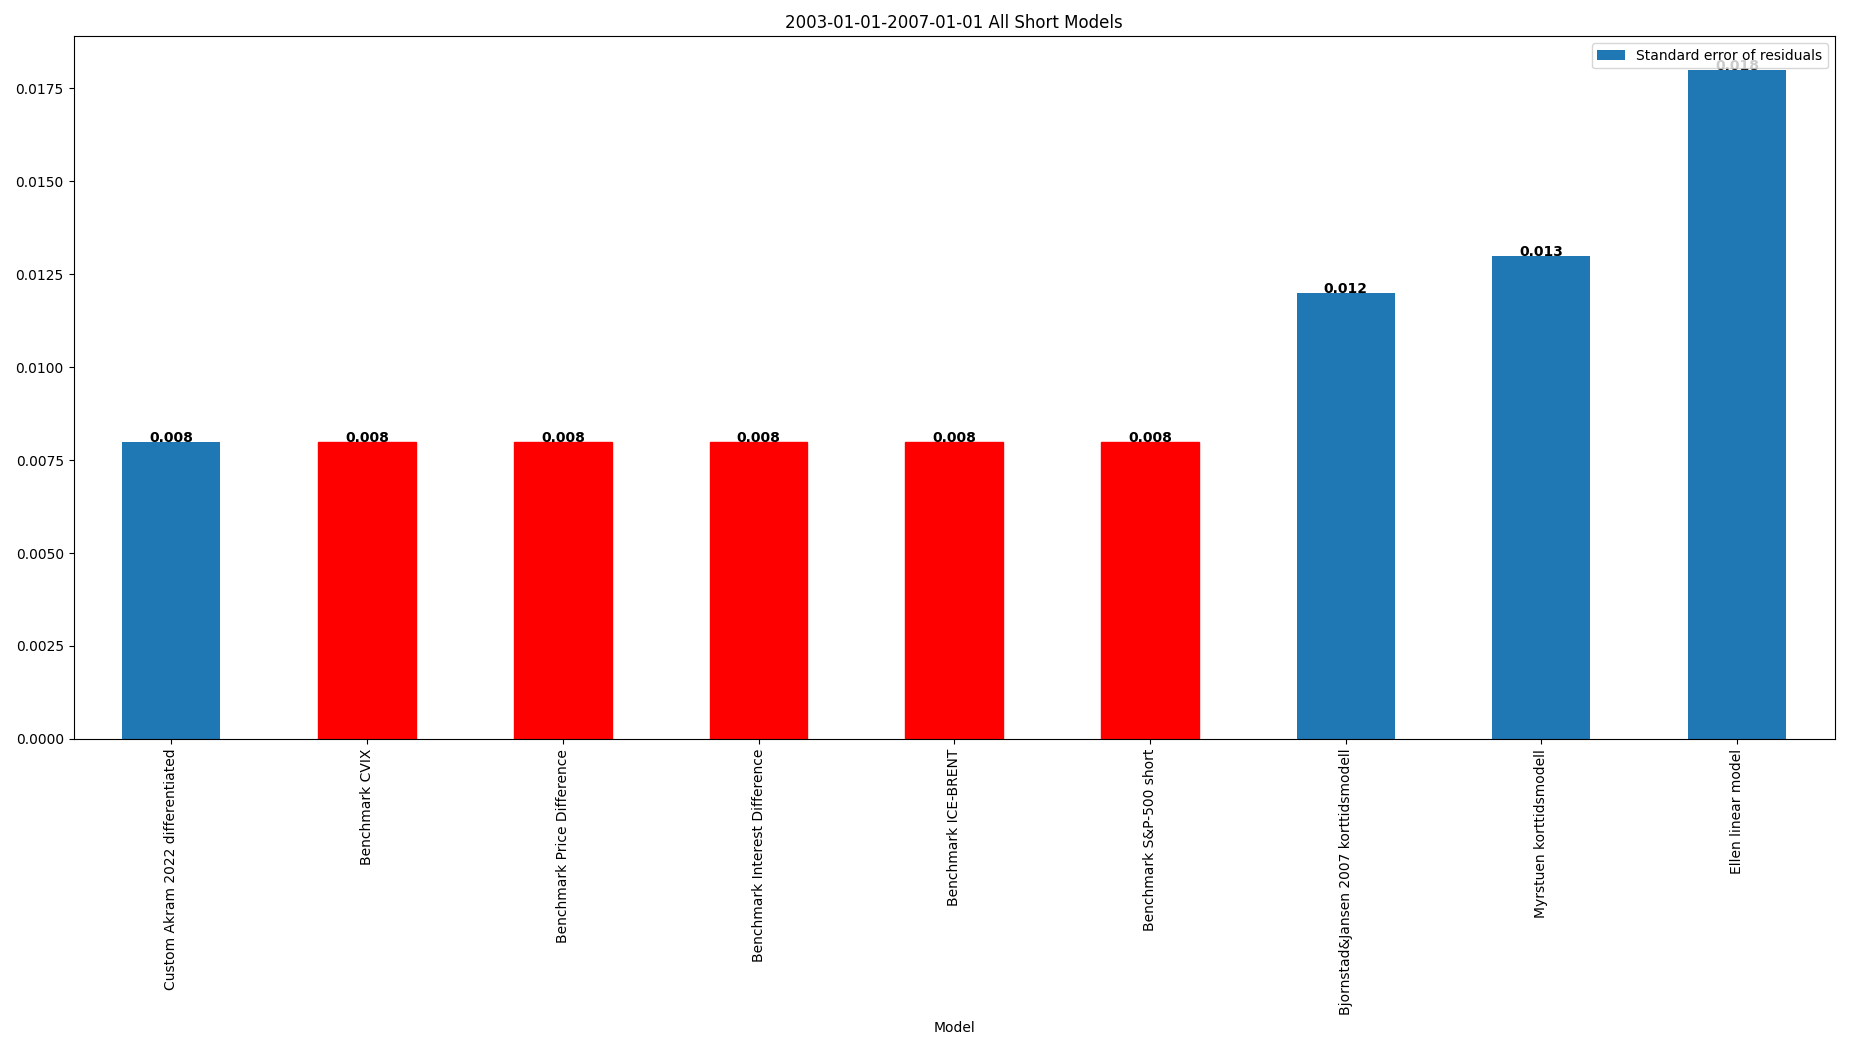 2003-01-01-2007-01-01 All Short Models
Standard error of residuals
0.018
0.0175
0.0150
0.013
0.0125
0.012
0.0100
0.008 0.008 0.008 0.008 0.008 0.008
0.0075
0.0050
0.0025
0.0000
Custom Akram 2022 differentiated
Benchmark CVIX
Benchmark Price Difference
Benchmark Interest Difference
Benchmark ICE-BRENT
Benchmark S&P-500 short
Bjornstad&Jansen 2007 korttidsmodell
Myrstuen korttidsmodell
Ellen linear model
Model